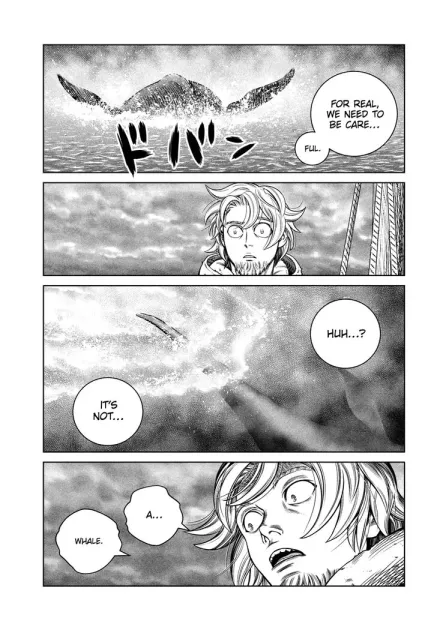 FOR REAL,
WE NEED TO
BE CARE...
FUL.
ドバン
HUH...?
IT'S
NOT...
A...
WHALE.